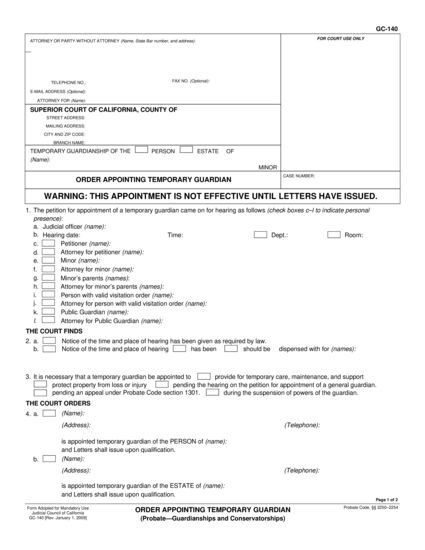 GC-140
ATTORNEY OR PARTY WITHOUT ATTORNEY (Name, State Bar number, and address):
FOR COURT USE ONLY
TELEPHONE NO.:
FAX NO. (Optional):
E-MAIL ADDRESS (Optional):
ATTORNEY FOR (Name):
SUPERIOR COURT OF CALIFORNIA, COUNTY OF
STREET ADDRESS:
MAILING ADDRESS:
CITY AND ZIP CODE:
BRANCH NAME:
TEMPORARY GUARDIANSHIP OF THE PERSON ESTATE OF
(Name):
MINOR
ORDER APPOINTING TEMPORARY GUARDIAN
CASE NUMBER:
WARNING: THIS APPOINTMENT IS NOT EFFECTIVE UNTIL LETTERS HAVE ISSUED.
1. The petition for appointment of a temporary guardian came on for hearing as follows (check boxes c–l to indicate personal
presence):
a. Judicial officer (name):
b. Hearing date: Time: Dept.: Room:
c. Petitioner (name):
d. Attorney for petitioner (name):
e. Minor (name):
f. Attorney for minor (name):
g. Minor's parents (names):
h. Attorney for minor's parents (names):
i. Person with valid visitation order (name):
j. Attorney for person with valid visitation order (name):
k. Public Guardian (name):
l. Attorney for Public Guardian (name):
THE COURT FINDS
2. a. Notice of the time and place of hearing has been given as required by law.
b. Notice of the time and place of hearing has been should be dispensed with for (names):
3. It is necessary that a temporary guardian be appointed to provide for temporary care, maintenance, and support
protect property from loss or injury pending the hearing on the petition for appointment of a general guardian.
pending an appeal under Probate Code section 1301. during the suspension of powers of the guardian.
THE COURT ORDERS
4. a. (Name):
(Address): (Telephone):
is appointed temporary guardian of the PERSON of (name):
and Letters shall issue upon qualification.
b. (Name):
(Address): (Telephone):
is appointed temporary guardian of the ESTATE of (name):
and Letters shall issue upon qualification.
Page 1 of 2
Form Adopted for Mandatory Use
Judicial Council of California
GC-140 [Rev. January 1, 2009]
ORDER APPOINTING TEMPORARY GUARDIAN
(Probate—Guardianships and Conservatorships)
Probate Code, §§ 2250–2254